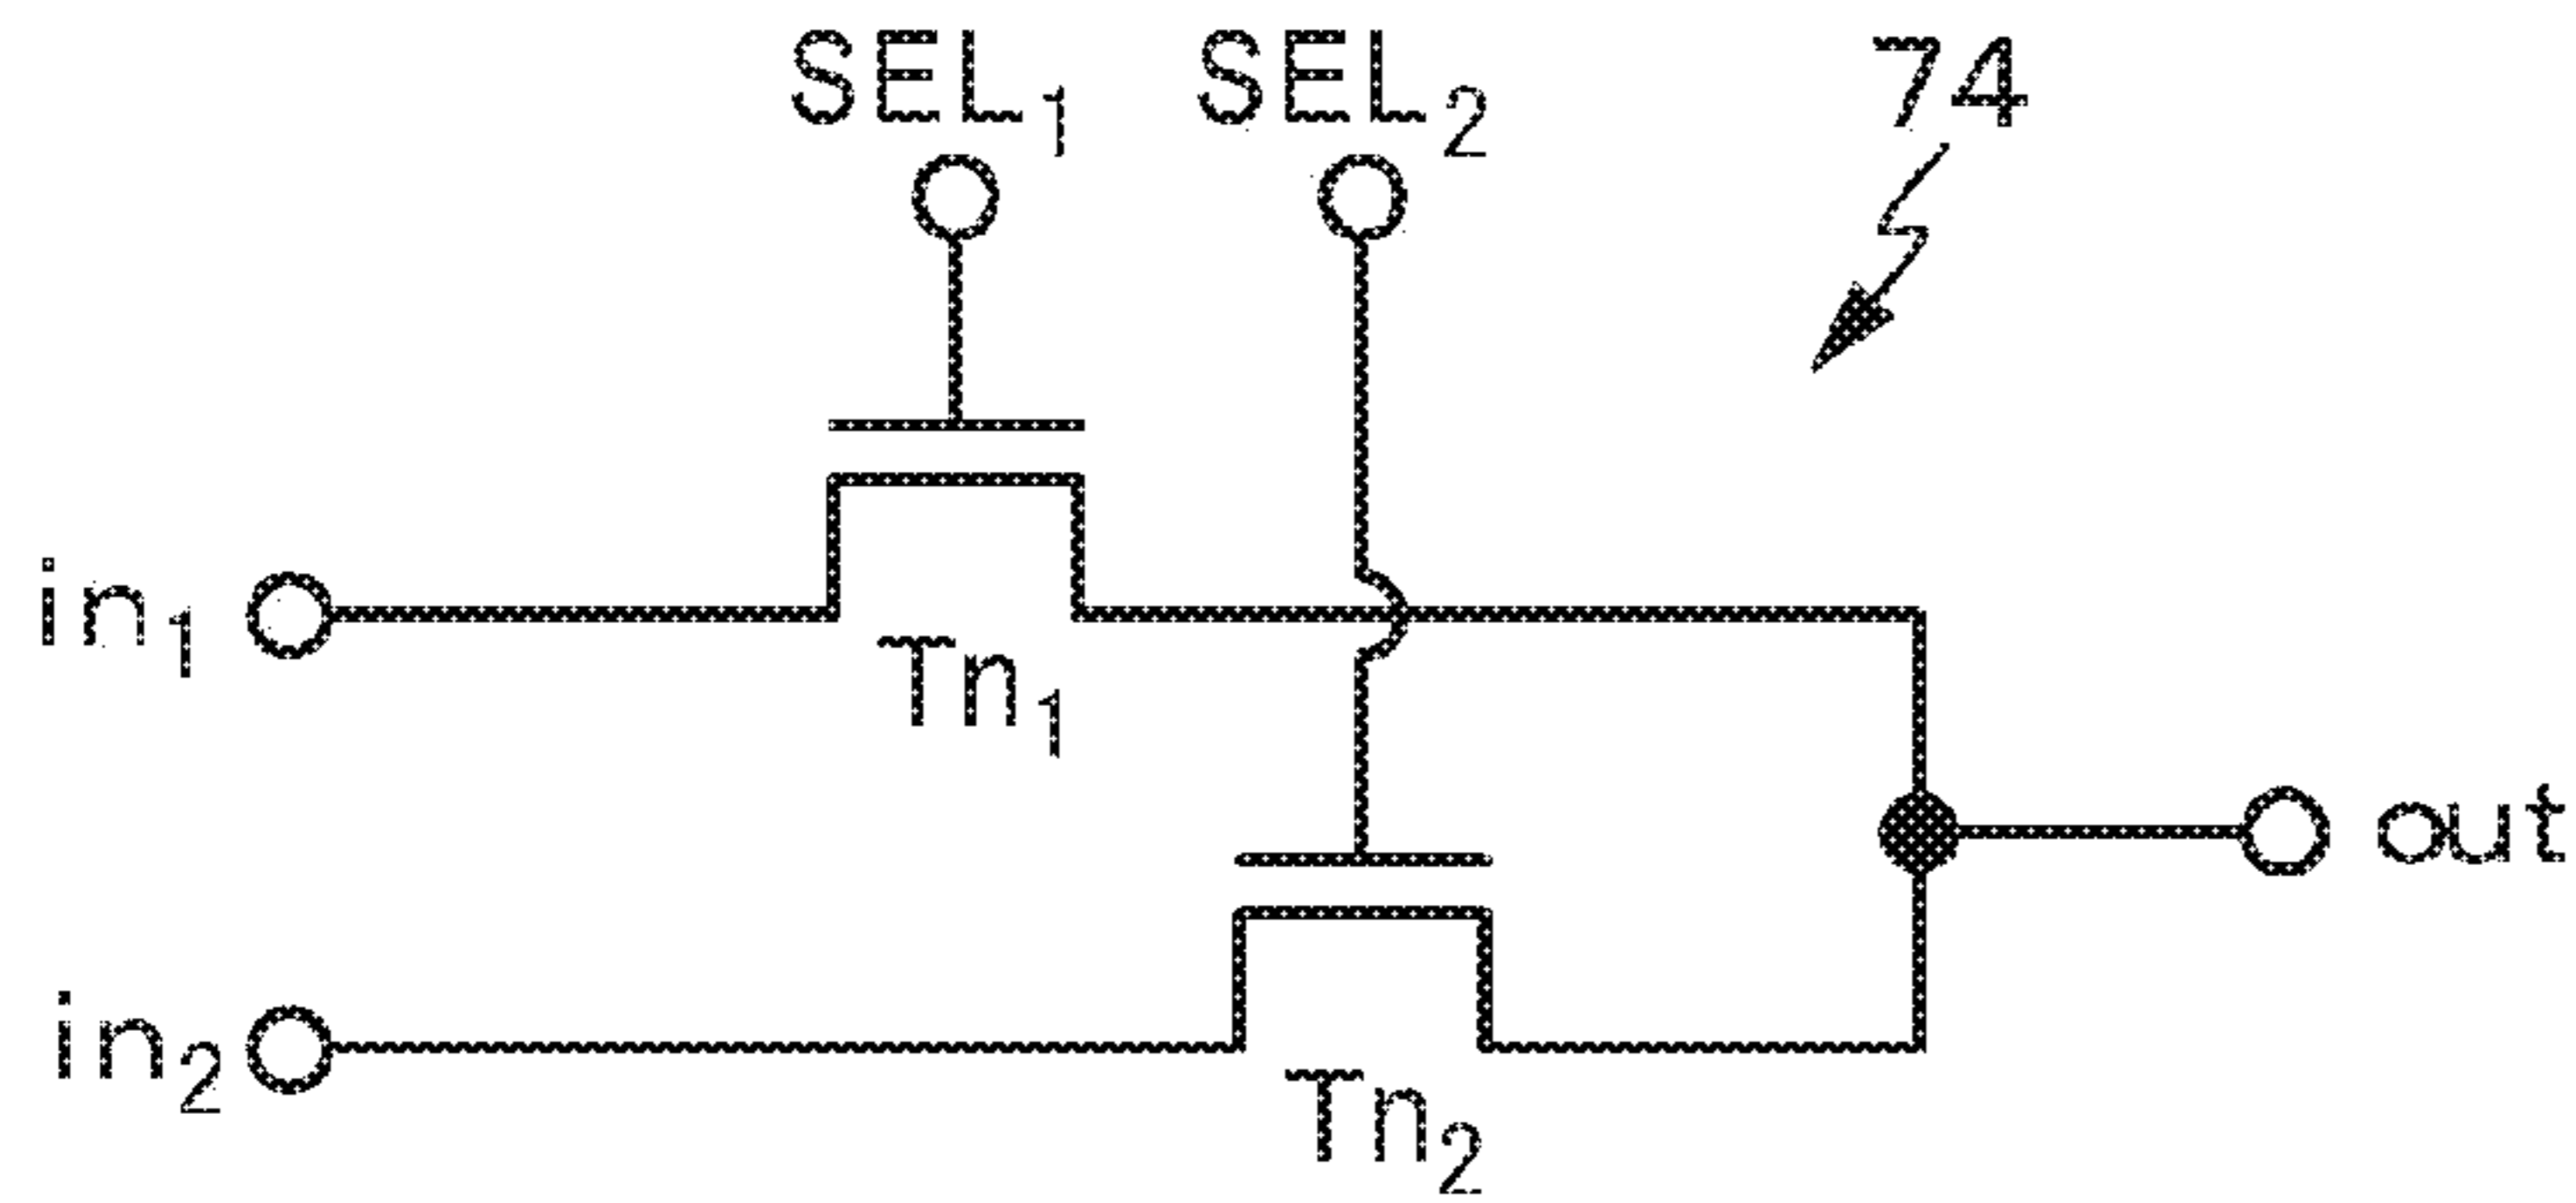 SEL₁ SEL₂ 74
in₁
Tn₁
out
in₂
Tn₂